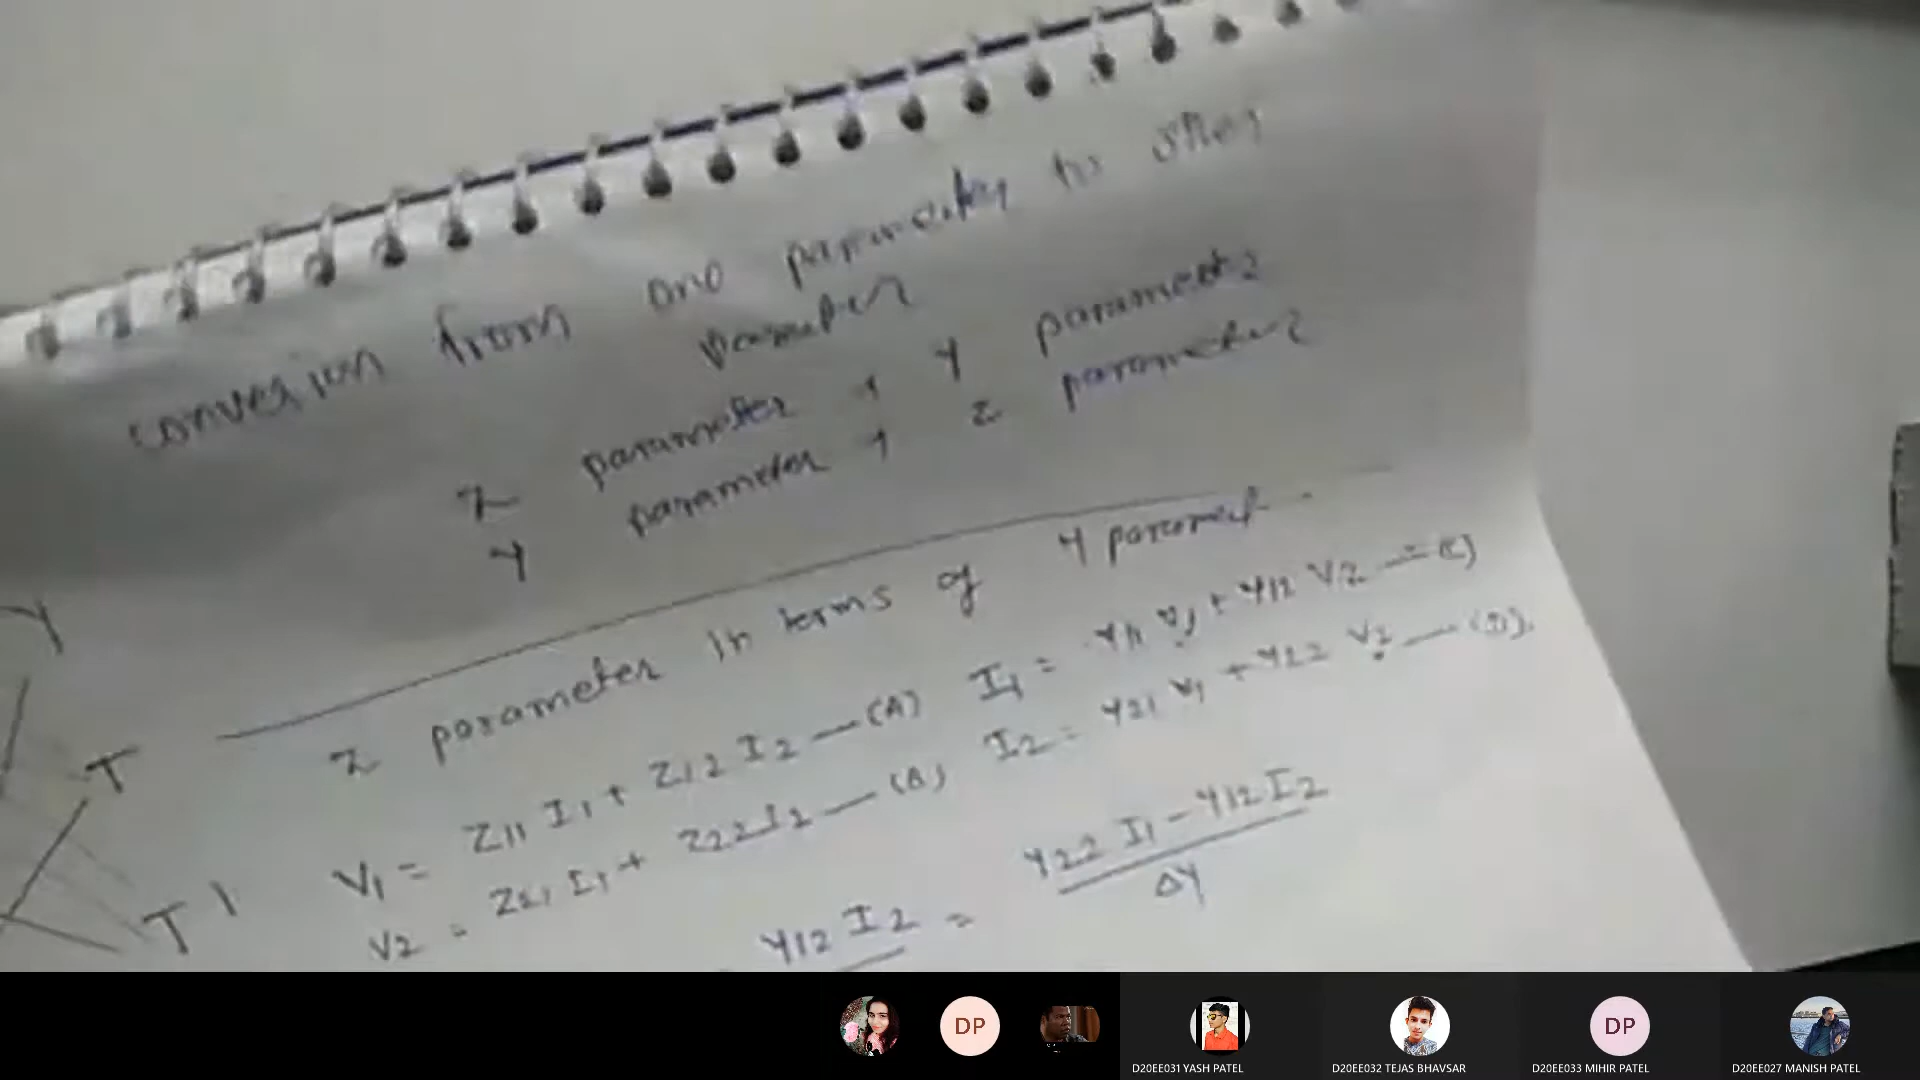 conversion from one parameter to other
parameter
Z parameter → Y parameter
Y parameter → Z parameter
Z parameter in terms of Y paramet
V1 = Z11 I1 + Z12 I2 —(A) I1 = Y11 V1 + Y12 V2 —(C)
V2 = Z21 I1 + Z22 I2 —(B) I2 = Y21 V1 + Y22 V2 —(D).
Y12 I2 = Y22 I1 - Y12 I2
ΔY
Y
T
T1
DP
D20EE031 YASH PATEL
D20EE032 TEJAS BHAVSAR
DP
D20EE033 MIHIR PATEL
D20EE027 MANISH PATEL